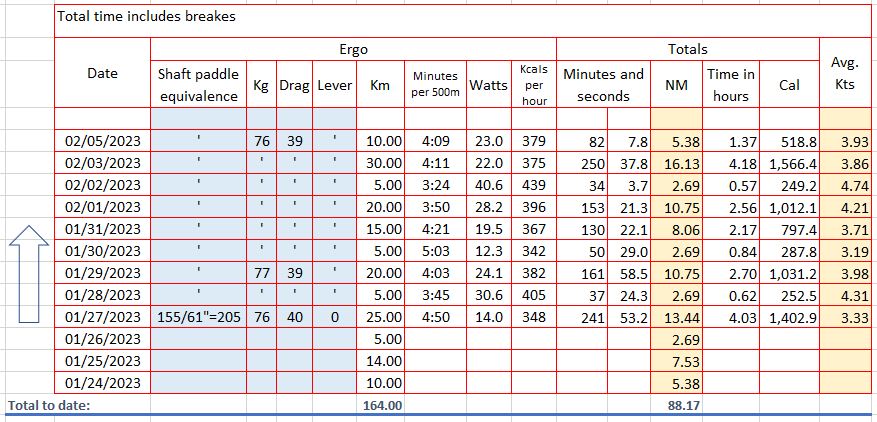 Total time includes breakes
Ergo Totals
Date Shaft paddle equivalence Kg Drag Lever Km Minutes per 500m Watts Kcals per hour Minutes and seconds NM Time in hours Cal Avg. Kts
02/05/2023 ' 76 39 ' 10.00 4:09 23.0 379 82 7.8 5.38 1.37 518.8 3.93
02/03/2023 ' ' ' ' 30.00 4:11 22.0 375 250 37.8 16.13 4.18 1,566.4 3.86
02/02/2023 ' ' ' ' 5.00 3:24 40.6 439 34 3.7 2.69 0.57 249.2 4.74
02/01/2023 ' ' ' ' 20.00 3:50 28.2 396 153 21.3 10.75 2.56 1,012.1 4.21
01/31/2023 ' ' ' ' 15.00 4:21 19.5 367 130 22.1 8.06 2.17 797.4 3.71
01/30/2023 ' ' ' ' 5.00 5:03 12.3 342 50 29.0 2.69 0.84 287.8 3.19
01/29/2023 ' 77 39 ' 20.00 4:03 24.1 382 161 58.5 10.75 2.70 1,031.2 3.98
01/28/2023 ' ' ' ' 5.00 3:45 30.6 405 37 24.3 2.69 0.62 252.5 4.31
01/27/2023 155/61"=205 76 40 0 25.00 4:50 14.0 348 241 53.2 13.44 4.03 1,402.9 3.33
01/26/2023 5.00 2.69
01/25/2023 14.00 7.53
01/24/2023 10.00 5.38
Total to date: 164.00 88.17